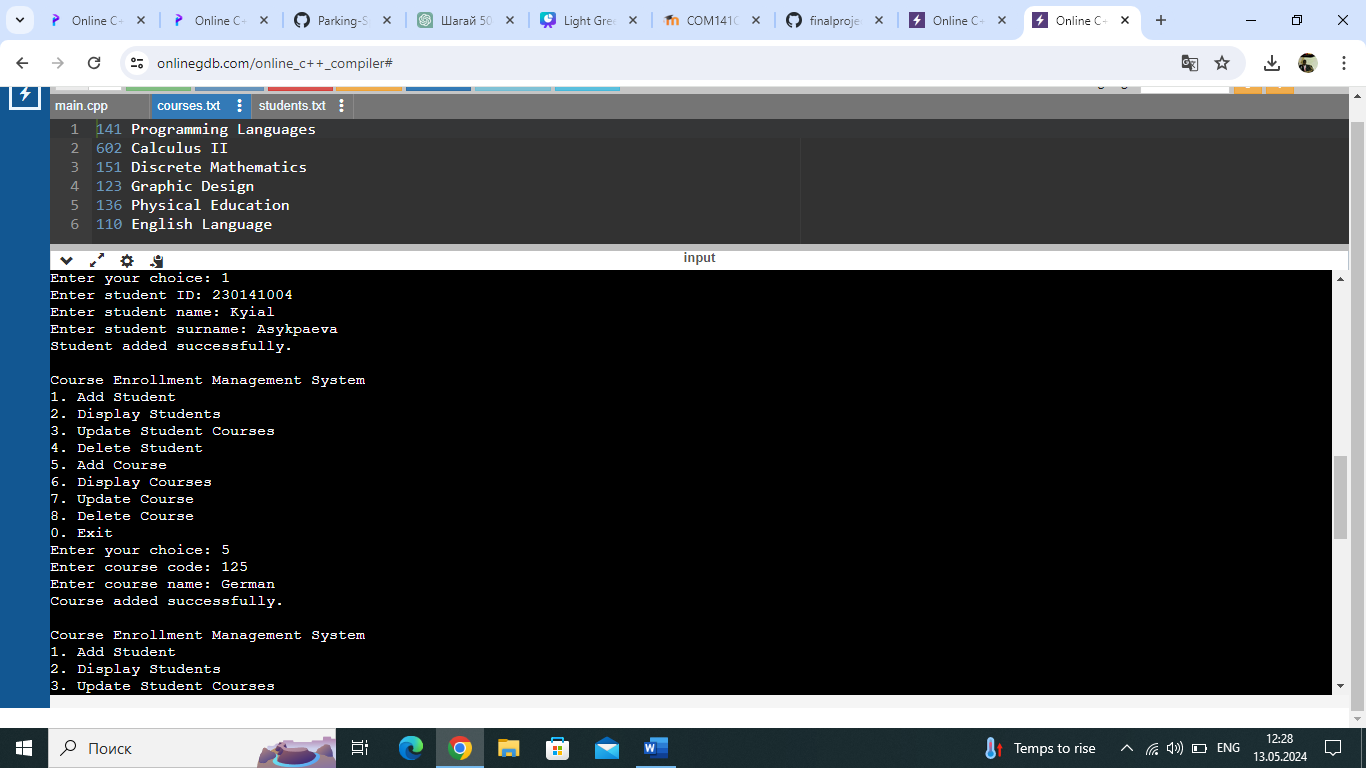 Online C+
Online C+
Parking-S
Шагай 50
Light Gre
COM141
finalproje
Online C
Online C+
onlinegdb.com/online_c++_compiler#
main.cpp courses.txt students.txt
1 141 Programming Languages
2 602 Calculus II
3 151 Discrete Mathematics
4 123 Graphic Design
5 136 Physical Education
6 110 English Language
input
Enter your choice: 1
Enter student ID: 230141004
Enter student name: Kyial
Enter student surname: Asykpaeva
Student added successfully.
Course Enrollment Management System
1. Add Student
2. Display Students
3. Update Student Courses
4. Delete Student
5. Add Course
6. Display Courses
7. Update Course
8. Delete Course
0. Exit
Enter your choice: 5
Enter course code: 125
Enter course name: German
Course added successfully.
Course Enrollment Management System
1. Add Student
2. Display Students
3. Update Student Courses
Поиск
Temps to rise
ENG
12:28
13.05.2024